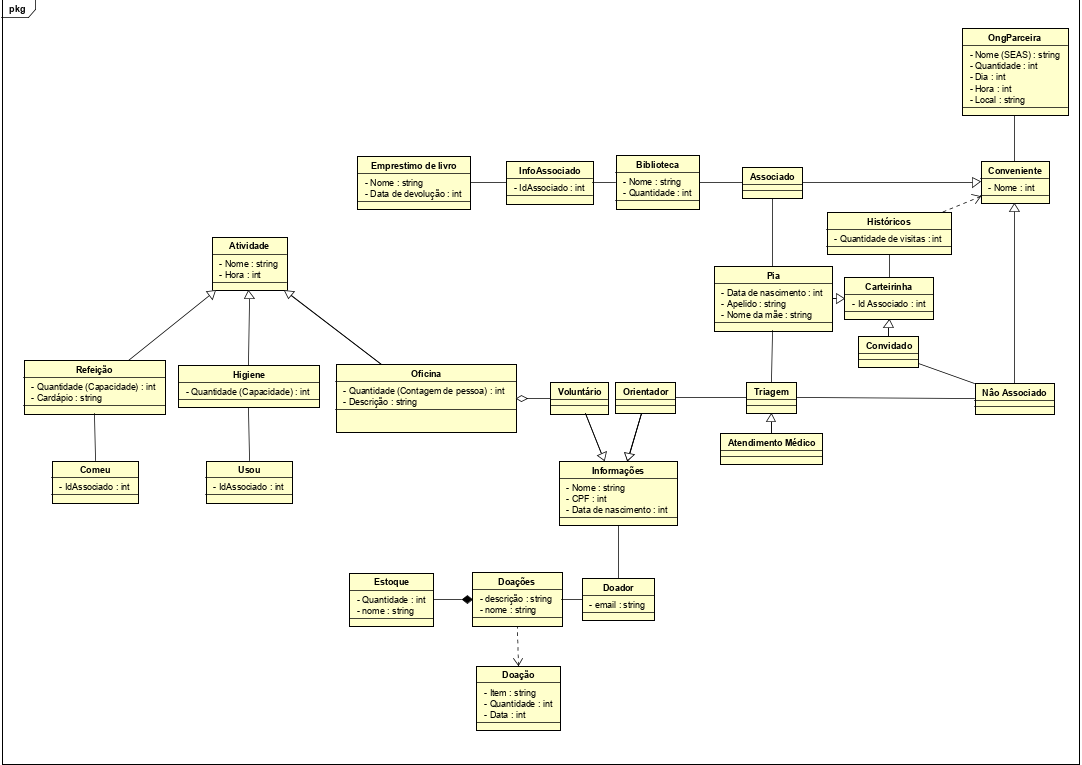 pkg
OngParceira
- Nome (SEAS) : string
- Quantidade : int
- Dia : int
- Hora : int
- Local : string
Emprestimo de livro
- Nome : string
- Data de devolução : int
InfoAssociado
- IdAssociado : int
Biblioteca
- Nome : string
- Quantidade : int
Associado
Conveniente
- Nome : int
Históricos
- Quantidade de visitas : int
Atividade
- Nome : string
- Hora : int
Pia
- Data de nascimento : int
- Apelido : string
- Nome da mãe : string
Carteirinha
- Id Associado : int
Convidado
Refeição
- Quantidade (Capacidade) : int
- Cardápio : string
Higiene
- Quantidade (Capacidade) : int
Oficina
- Quantidade (Contagem de pessoa) : int
- Descrição : string
Voluntário
Orientador
Triagem
Não Associado
Atendimento Médico
Comeu
- IdAssociado : int
Usou
- IdAssociado : int
Informações
- Nome : string
- CPF : int
- Data de nascimento : int
Estoque
- Quantidade : int
- nome : string
Doações
- descrição : string
- nome : string
Doador
- email : string
Doação
- Item : string
- Quantidade : int
- Data : int